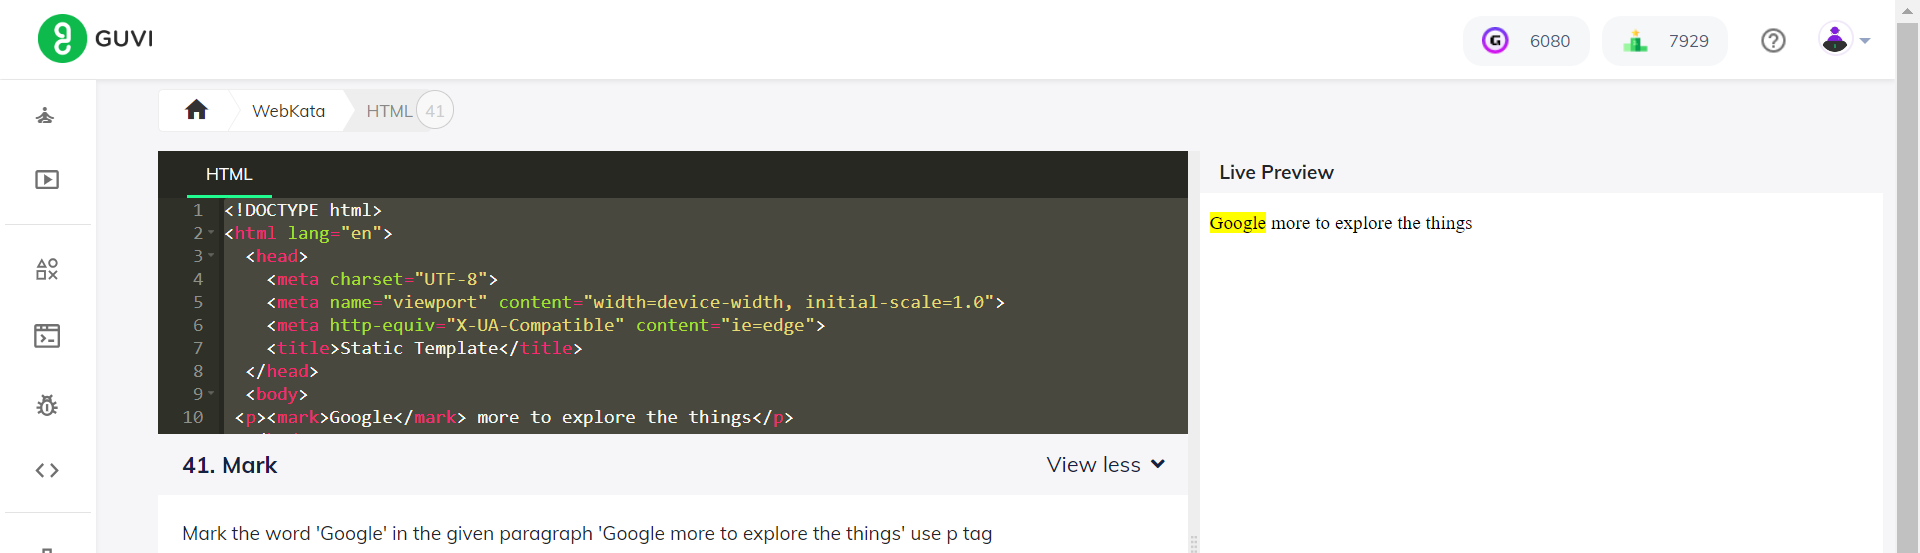 GUVI
6080
7929
WebKata
HTML 41
HTML
1 <!DOCTYPE html>
2 <html lang="en">
3 <head>
4 <meta charset="UTF-8">
5 <meta name="viewport" content="width=device-width, initial-scale=1.0">
6 <meta http-equiv="X-UA-Compatible" content="ie=edge">
7 <title>Static Template</title>
8 </head>
9 <body>
10 <p><mark>Google</mark> more to explore the things</p>
41. Mark
View less
Mark the word 'Google' in the given paragraph 'Google more to explore the things' use p tag
Live Preview
Google more to explore the things